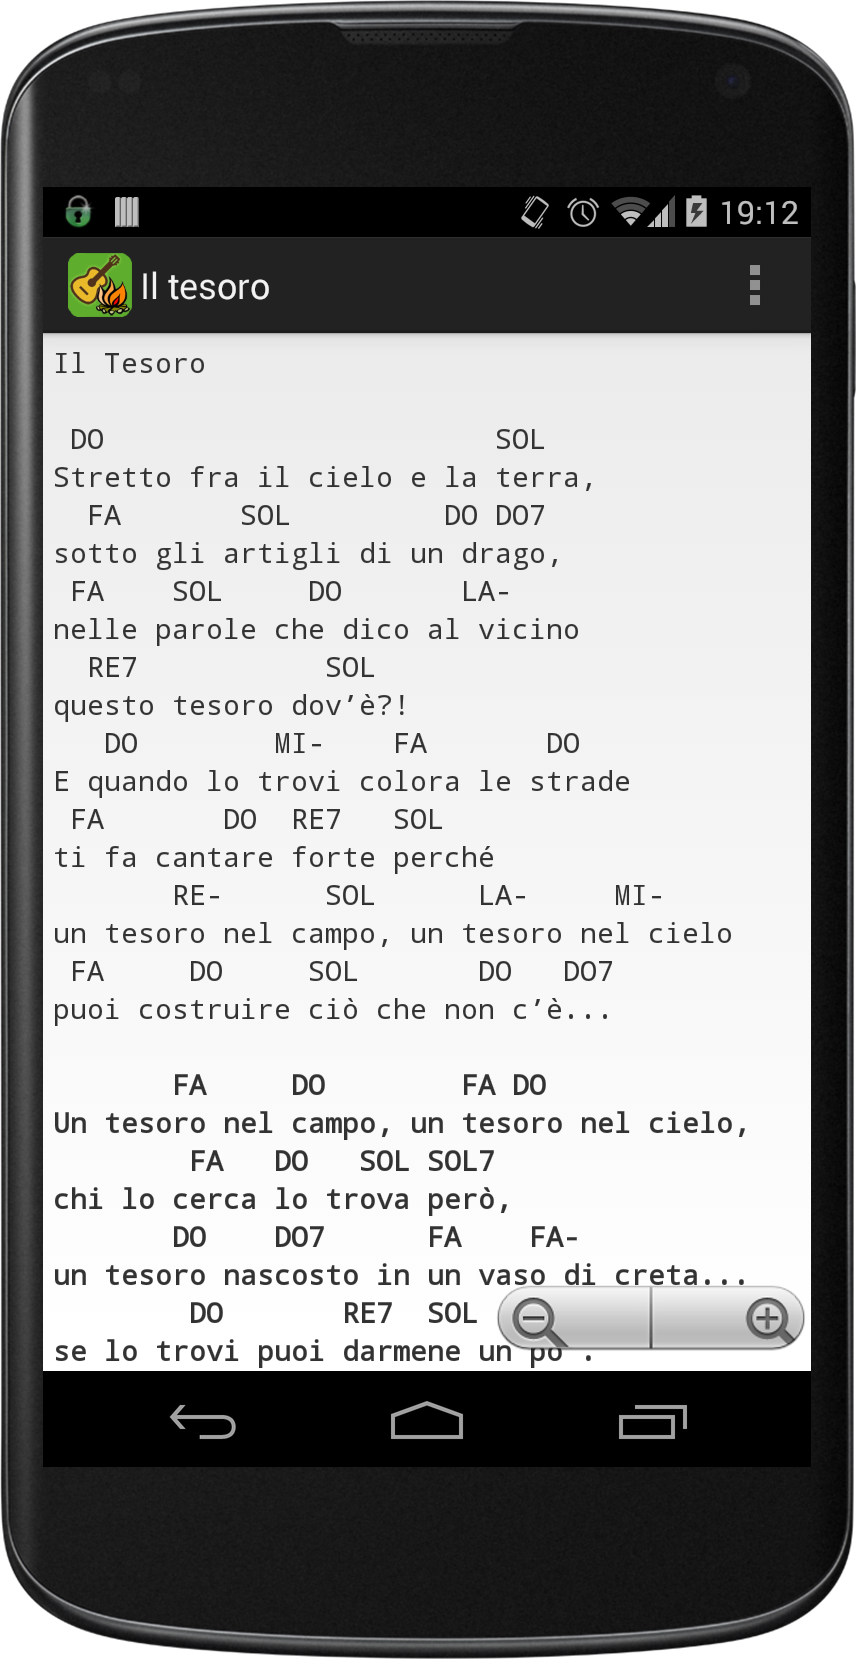 19:12
Il tesoro
Il Tesoro
 DO                       SOL
Stretto fra il cielo e la terra,
  FA       SOL         DO DO7
sotto gli artigli di un drago,
 FA    SOL     DO       LA-
nelle parole che dico al vicino
  RE7           SOL
questo tesoro dov’è?!
   DO        MI-    FA       DO
E quando lo trovi colora le strade
 FA       DO  RE7   SOL
ti fa cantare forte perché
       RE-      SOL      LA-     MI-
un tesoro nel campo, un tesoro nel cielo
 FA     DO     SOL       DO   DO7
puoi costruire ciò che non c’è...
       FA     DO        FA DO
Un tesoro nel campo, un tesoro nel cielo,
        FA   DO   SOL SOL7
chi lo cerca lo trova però,
       DO    DO7      FA    FA-
un tesoro nascosto in un vaso di creta...
        DO       RE7  SOL
se lo trovi puoi darmene un po’.